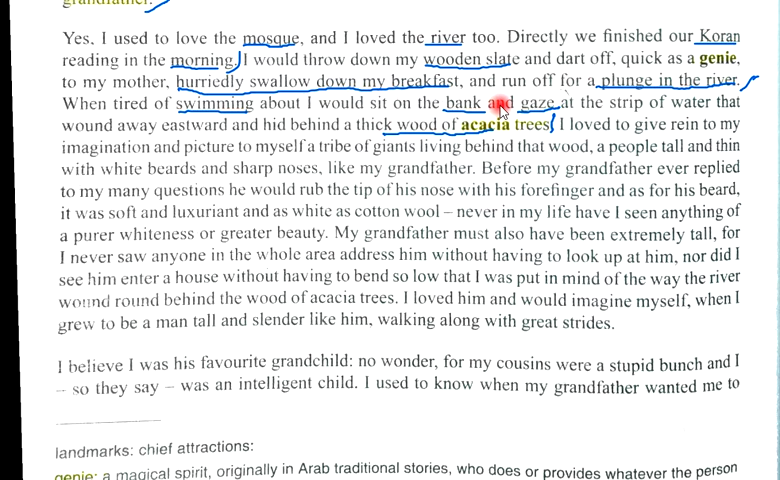 grandfather.
Yes, I used to love the mosque, and I loved the river too. Directly we finished our Koran
reading in the morning, I would throw down my wooden slate and dart off, quick as a genie,
to my mother, hurriedly swallow down my breakfast, and run off for a plunge in the river.
When tired of swimming about I would sit on the bank and gaze at the strip of water that
wound away eastward and hid behind a thick wood of acacia trees. I loved to give rein to my
imagination and picture to myself a tribe of giants living behind that wood, a people tall and thin
with white beards and sharp noses, like my grandfather. Before my grandfather ever replied
to my many questions he would rub the tip of his nose with his forefinger and as for his beard,
it was soft and luxuriant and as white as cotton wool – never in my life have I seen anything of
a purer whiteness or greater beauty. My grandfather must also have been extremely tall, for
I never saw anyone in the whole area address him without having to look up at him, nor did I
see him enter a house without having to bend so low that I was put in mind of the way the river
wound round behind the wood of acacia trees. I loved him and would imagine myself, when I
grew to be a man tall and slender like him, walking along with great strides.
I believe I was his favourite grandchild: no wonder, for my cousins were a stupid bunch and I
– so they say – was an intelligent child. I used to know when my grandfather wanted me to
landmarks: chief attractions:
genie: a magical spirit, originally in Arab traditional stories, who does or provides whatever the person